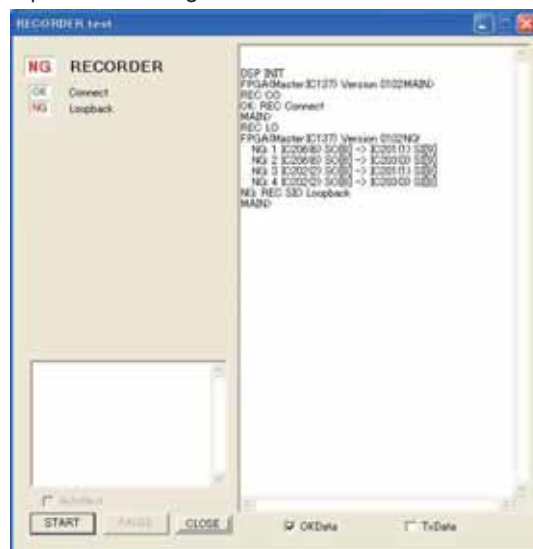 RECORDER test
NG RECORDER
OK Connect
NG Loopback
DSP INIT
FPGA(Master:IC137) Version 0102MAIN>
REC CO
OK: REC Connect
MAIN>
REC LO
FPGA(Master:IC137) Version 0102NG!
NG: REC SIO Loopback
MAIN>
START
PAUSE
CLOSE
OKData
TxData